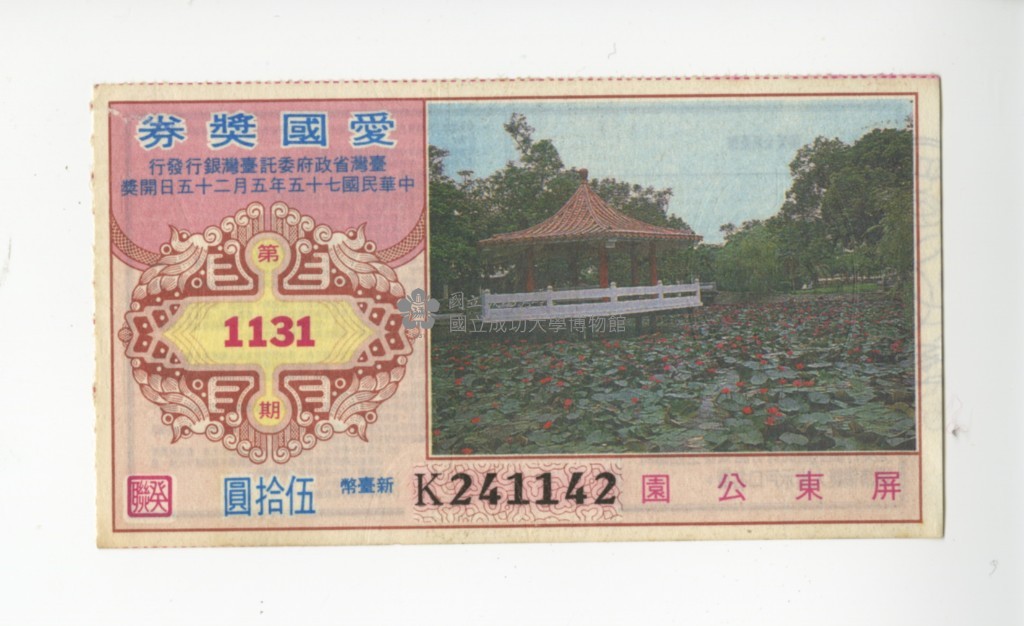 愛國獎券
臺灣省政府委託臺灣銀行發行
中華民國七十五年五月二十五日開獎
第
1131
期
國立成功大學博物館
屏東公園
K241142
新臺幣
伍拾圓
癸聯